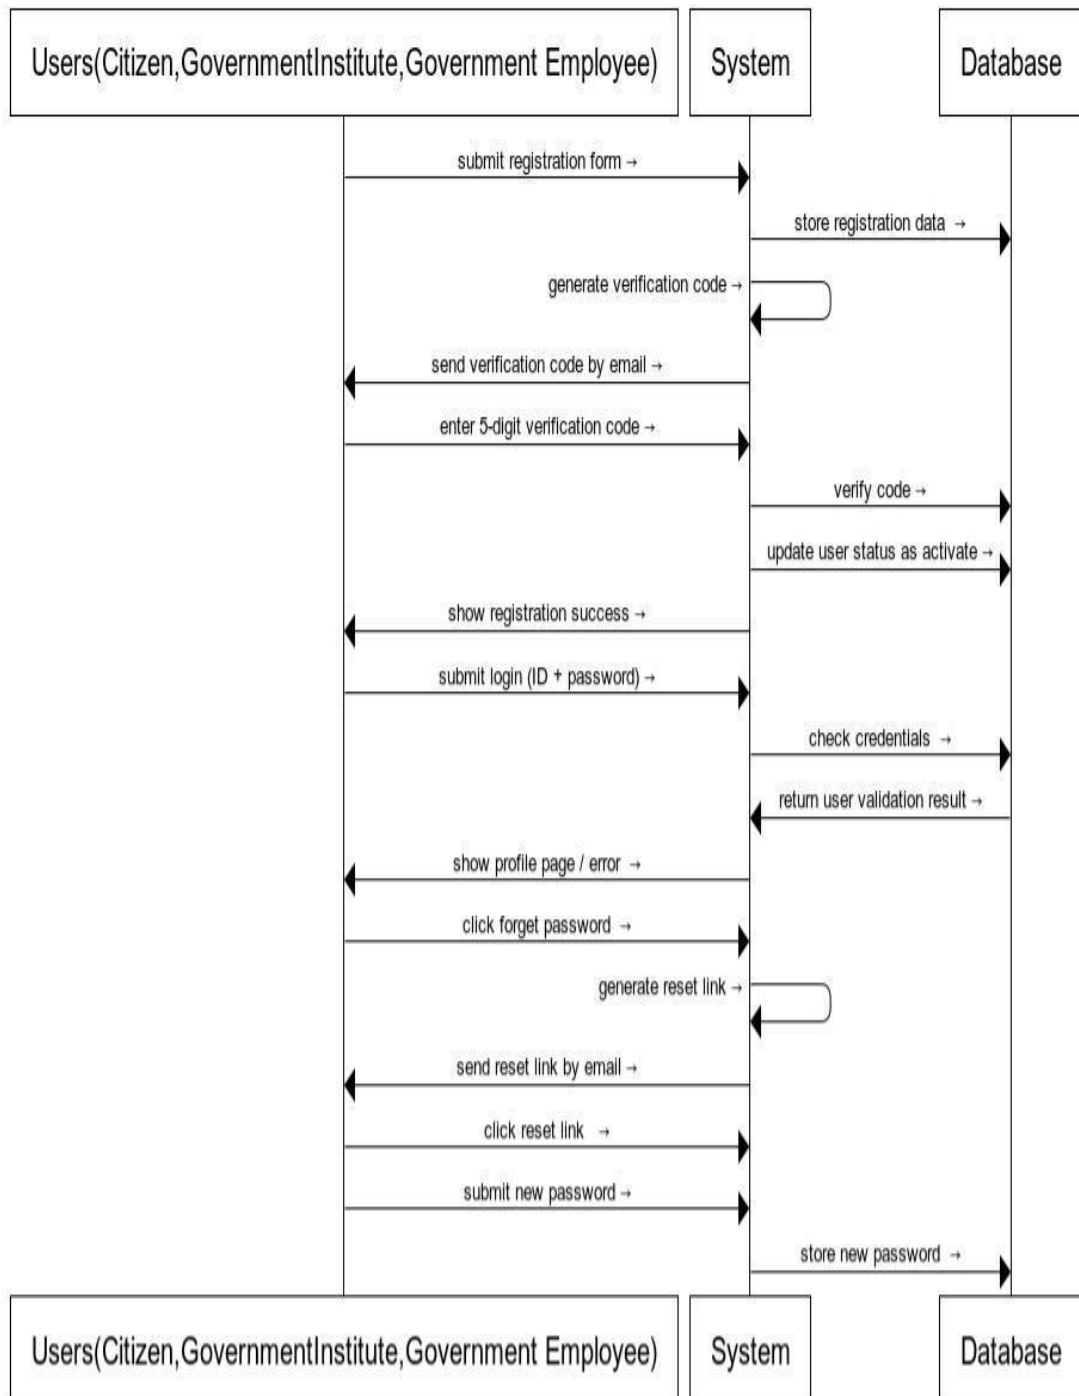 Users(Citizen,GovernmentInstitute,Government Employee)
System
Database
submit registration form →
store registration data →
generate verification code →
send verification code by email →
enter 5-digit verification code →
verify code →
update user status as activate →
show registration success →
submit login (ID + password) →
check credentials →
return user validation result →
show profile page / error →
click forget password →
generate reset link →
send reset link by email →
click reset link →
submit new password →
store new password →
Users(Citizen,GovernmentInstitute,Government Employee)
System
Database